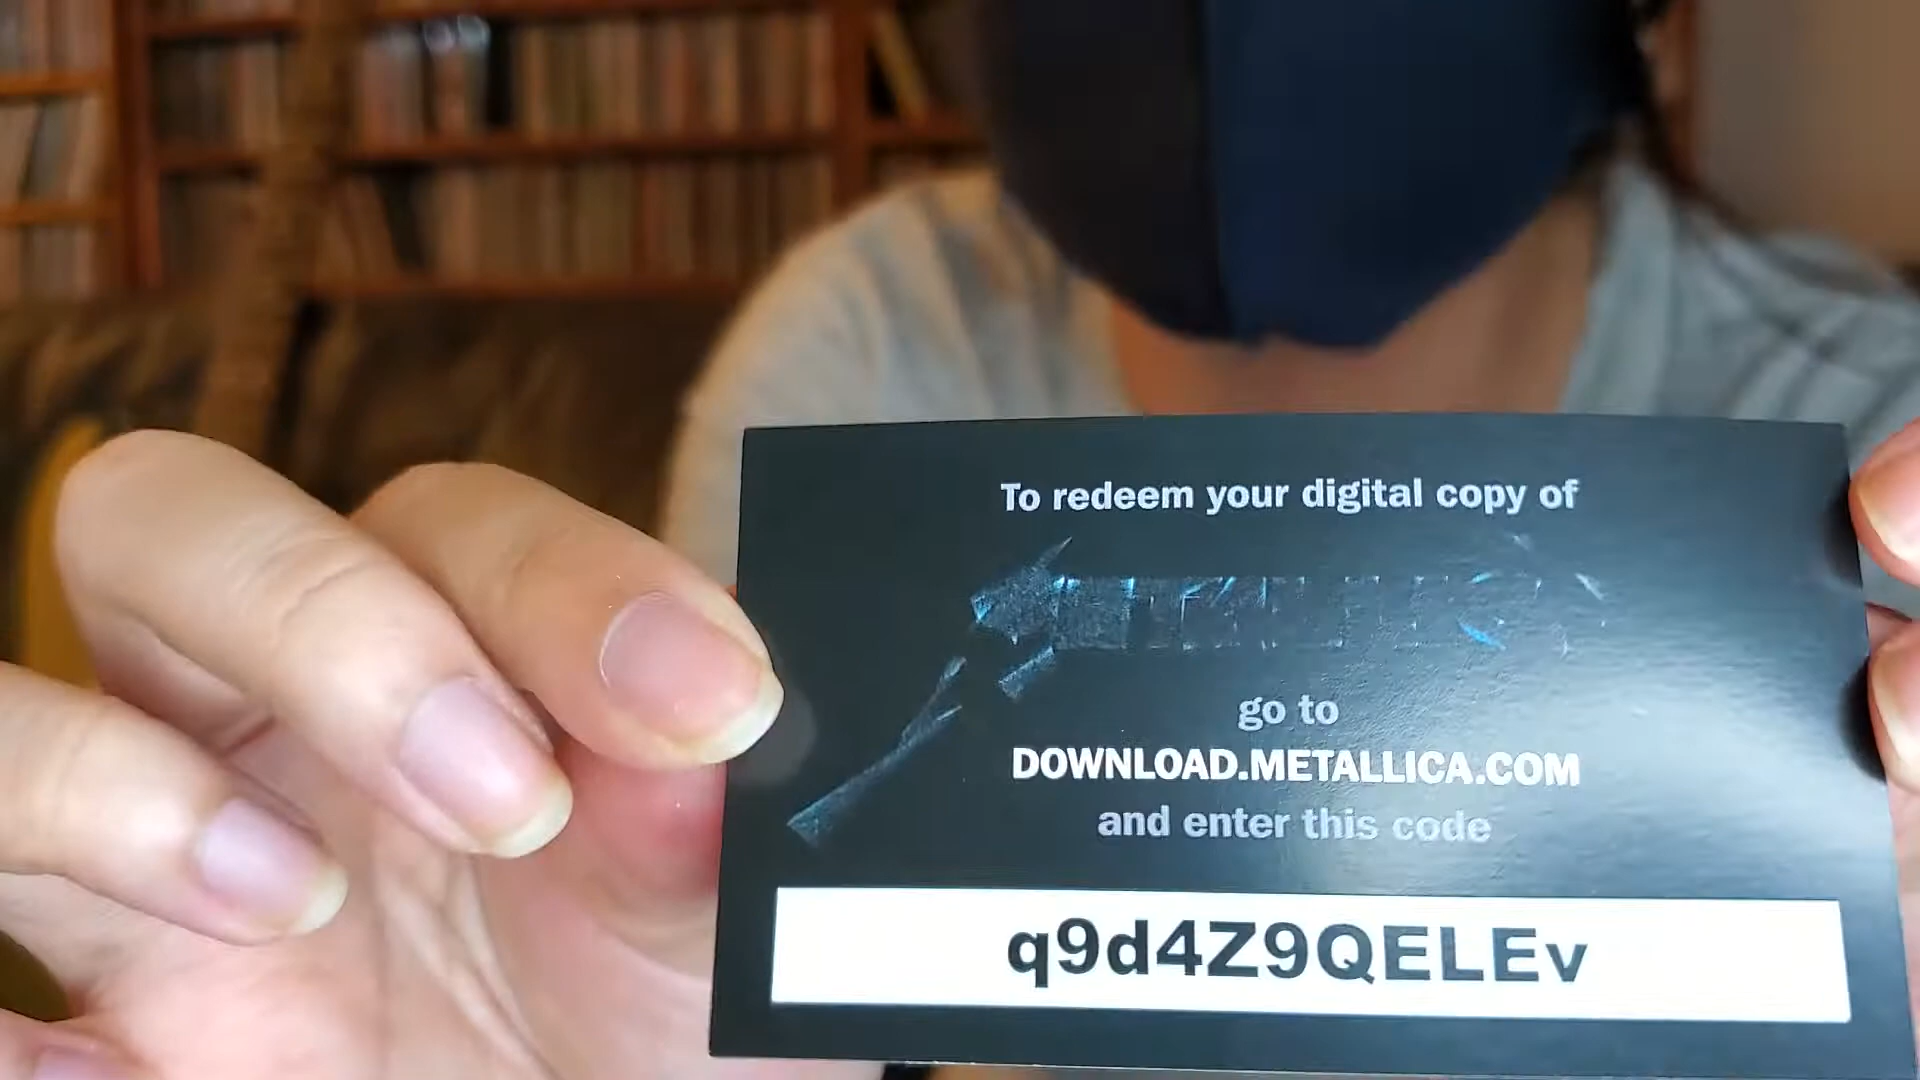 To redeem your digital copy of
go to
DOWNLOAD.METALLICA.COM
and enter this code
q9d4Z9QELEv